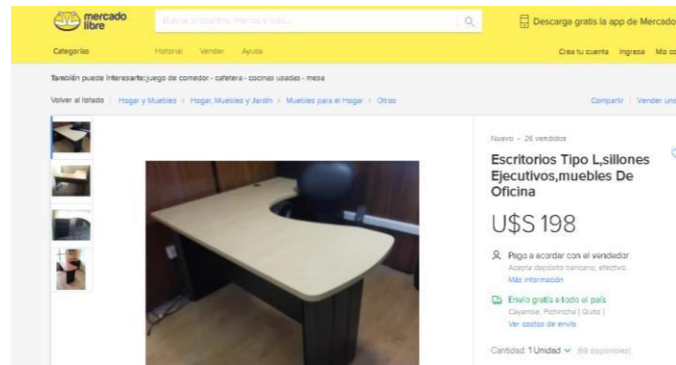 mercado
libre
Buscar productos, marcas y más...
Descarga gratis la app de Mercado
Categorías Historial Vender Ayuda Crea tu cuenta Ingresa Mis co
También puede interesarte: juego de comedor - cafetera - cocinas usadas - mesa
Volver al listado | Hogar y Muebles > Hogar, Muebles y Jardín > Muebles para el Hogar > Otros Compartir | Vender uno
Nuevo - 26 vendidos
Escritorios Tipo L,sillones
Ejecutivos,muebles De
Oficina
U$S 198
Pago a acordar con el vendedor
Acepta depósito bancario, efectivo.
Más información
Envío gratis a todo el país
Cayambe, Pichincha ( Quito )
Ver costos de envío
Cantidad: 1 Unidad (69 disponibles)